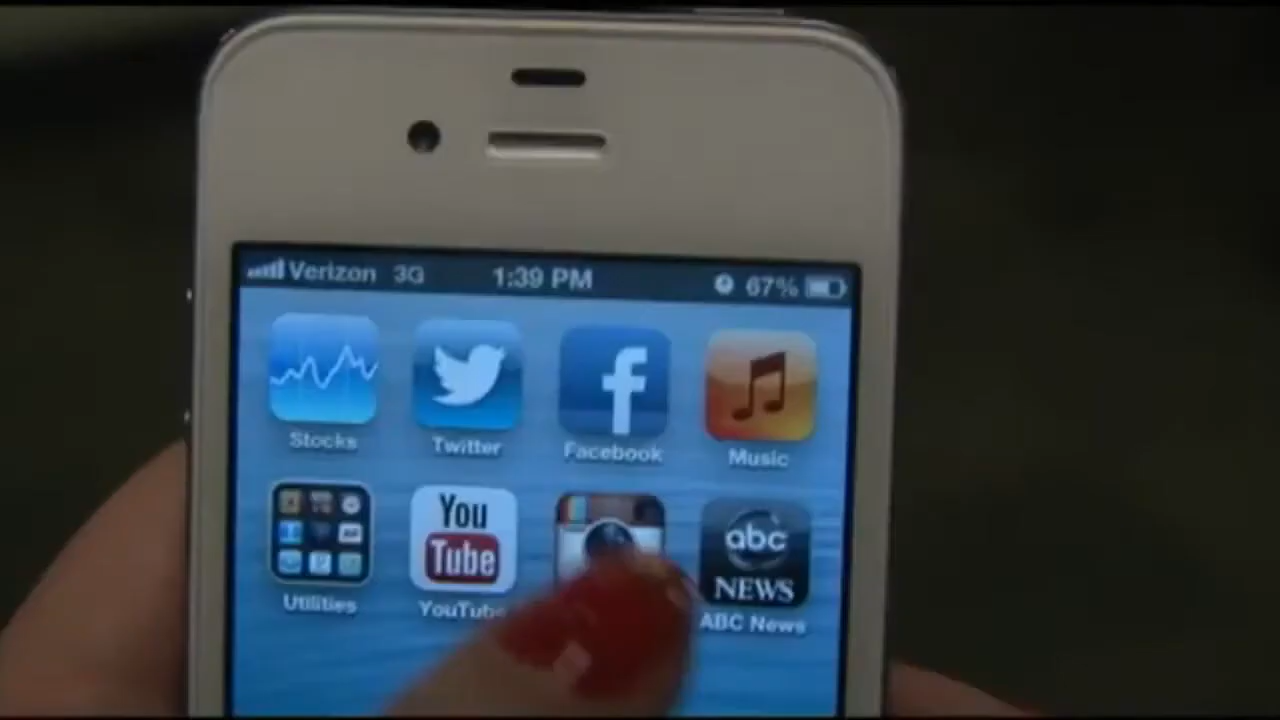 Verizon 3G 1:39 PM 67%
Stocks Twitter Facebook Music
You
Tube
abc
NEWS
Utilities YouTube ABC News